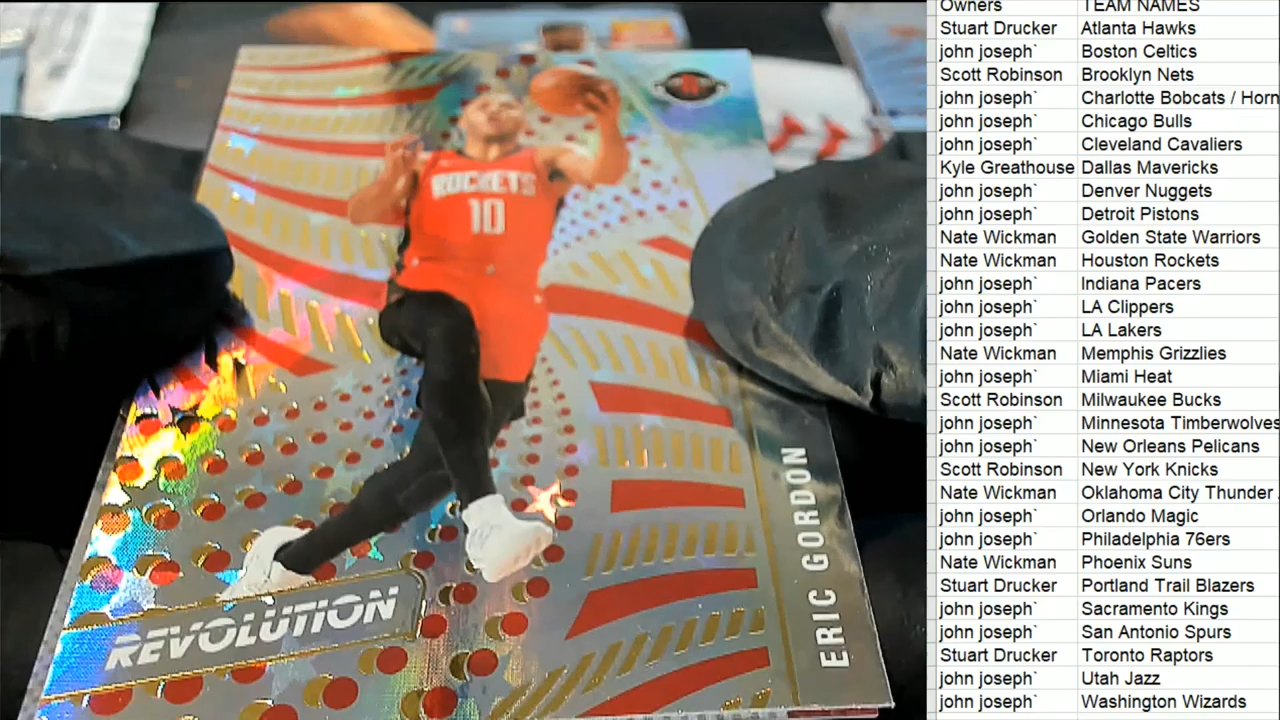 ROCKETS
10
REVOLUTION
ERIC GORDON
Owners TEAM NAMES
Stuart Drucker Atlanta Hawks
john joseph` Boston Celtics
Scott Robinson Brooklyn Nets
john joseph` Charlotte Bobcats / Horn
john joseph` Chicago Bulls
john joseph` Cleveland Cavaliers
Kyle Greathouse Dallas Mavericks
john joseph` Denver Nuggets
john joseph` Detroit Pistons
Nate Wickman Golden State Warriors
Nate Wickman Houston Rockets
john joseph` Indiana Pacers
john joseph` LA Clippers
john joseph` LA Lakers
Nate Wickman Memphis Grizzlies
john joseph` Miami Heat
Scott Robinson Milwaukee Bucks
john joseph` Minnesota Timberwolves
john joseph` New Orleans Pelicans
Scott Robinson New York Knicks
Nate Wickman Oklahoma City Thunder
john joseph` Orlando Magic
john joseph` Philadelphia 76ers
Nate Wickman Phoenix Suns
Stuart Drucker Portland Trail Blazers
john joseph` Sacramento Kings
john joseph` San Antonio Spurs
Stuart Drucker Toronto Raptors
john joseph` Utah Jazz
john joseph` Washington Wizards